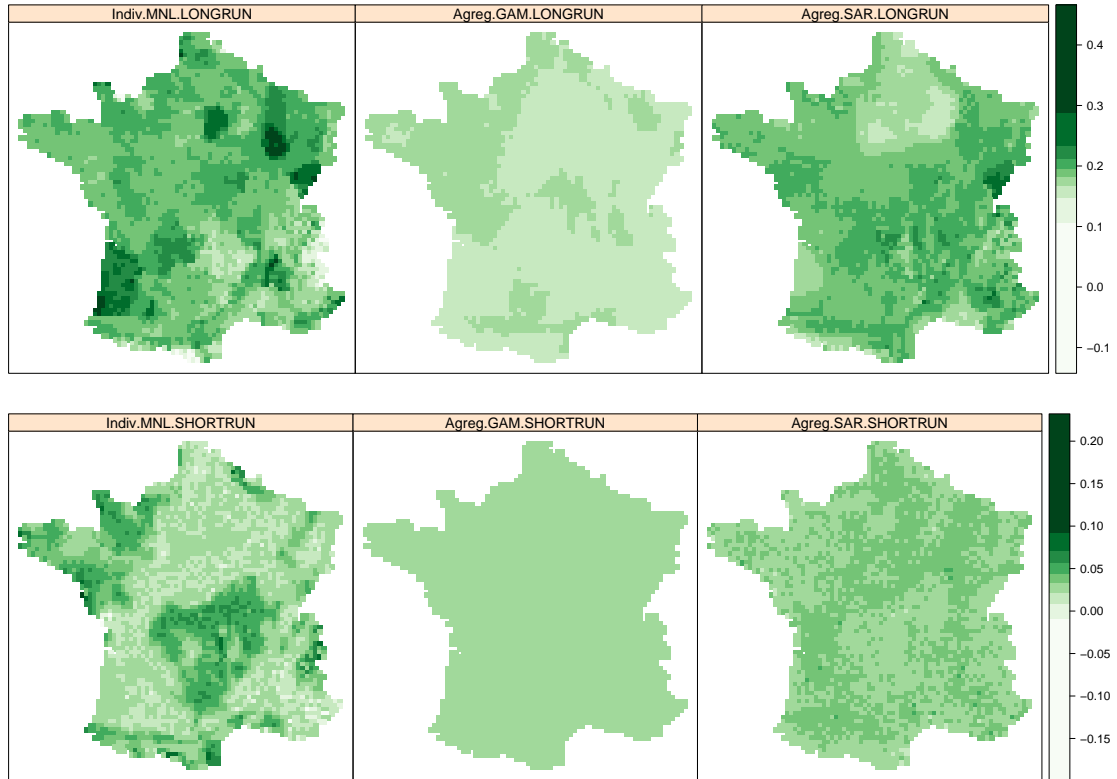 Indiv.MNL.LONGRUN
Agreg.GAM.LONGRUN
Agreg.SAR.LONGRUN
0.4
0.3
0.2
0.1
0.0
−0.1
Indiv.MNL.SHORTRUN
Agreg.GAM.SHORTRUN
Agreg.SAR.SHORTRUN
0.20
0.15
0.10
0.05
0.00
−0.05
−0.10
−0.15